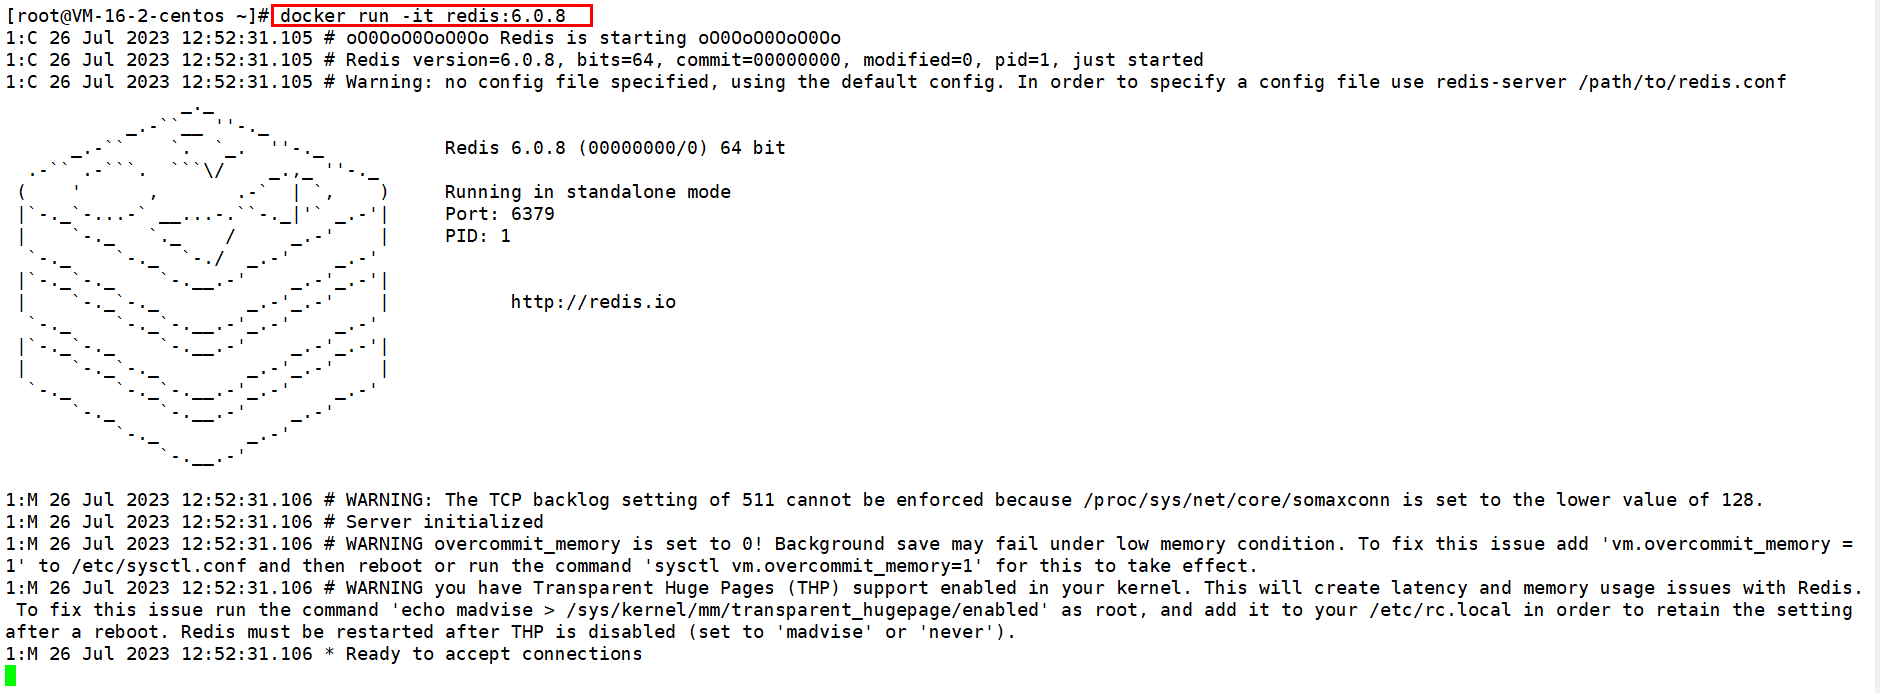 [root@VM-16-2-centos ~]# docker run -it redis:6.0.8
1:C 26 Jul 2023 12:52:31.105 # oO0OoO0OoO0Oo Redis is starting oO0OoO0OoO0Oo
1:C 26 Jul 2023 12:52:31.105 # Redis version=6.0.8, bits=64, commit=00000000, modified=0, pid=1, just started
1:C 26 Jul 2023 12:52:31.105 # Warning: no config file specified, using the default config. In order to specify a config file use redis-server /path/to/redis.conf
Redis 6.0.8 (00000000/0) 64 bit
Running in standalone mode
Port: 6379
PID: 1
http://redis.io
1:M 26 Jul 2023 12:52:31.106 # WARNING: The TCP backlog setting of 511 cannot be enforced because /proc/sys/net/core/somaxconn is set to the lower value of 128.
1:M 26 Jul 2023 12:52:31.106 # Server initialized
1:M 26 Jul 2023 12:52:31.106 # WARNING overcommit_memory is set to 0! Background save may fail under low memory condition. To fix this issue add 'vm.overcommit_memory =
1' to /etc/sysctl.conf and then reboot or run the command 'sysctl vm.overcommit_memory=1' for this to take effect.
1:M 26 Jul 2023 12:52:31.106 # WARNING you have Transparent Huge Pages (THP) support enabled in your kernel. This will create latency and memory usage issues with Redis.
To fix this issue run the command 'echo madvise > /sys/kernel/mm/transparent_hugepage/enabled' as root, and add it to your /etc/rc.local in order to retain the setting
after a reboot. Redis must be restarted after THP is disabled (set to 'madvise' or 'never').
1:M 26 Jul 2023 12:52:31.106 * Ready to accept connections